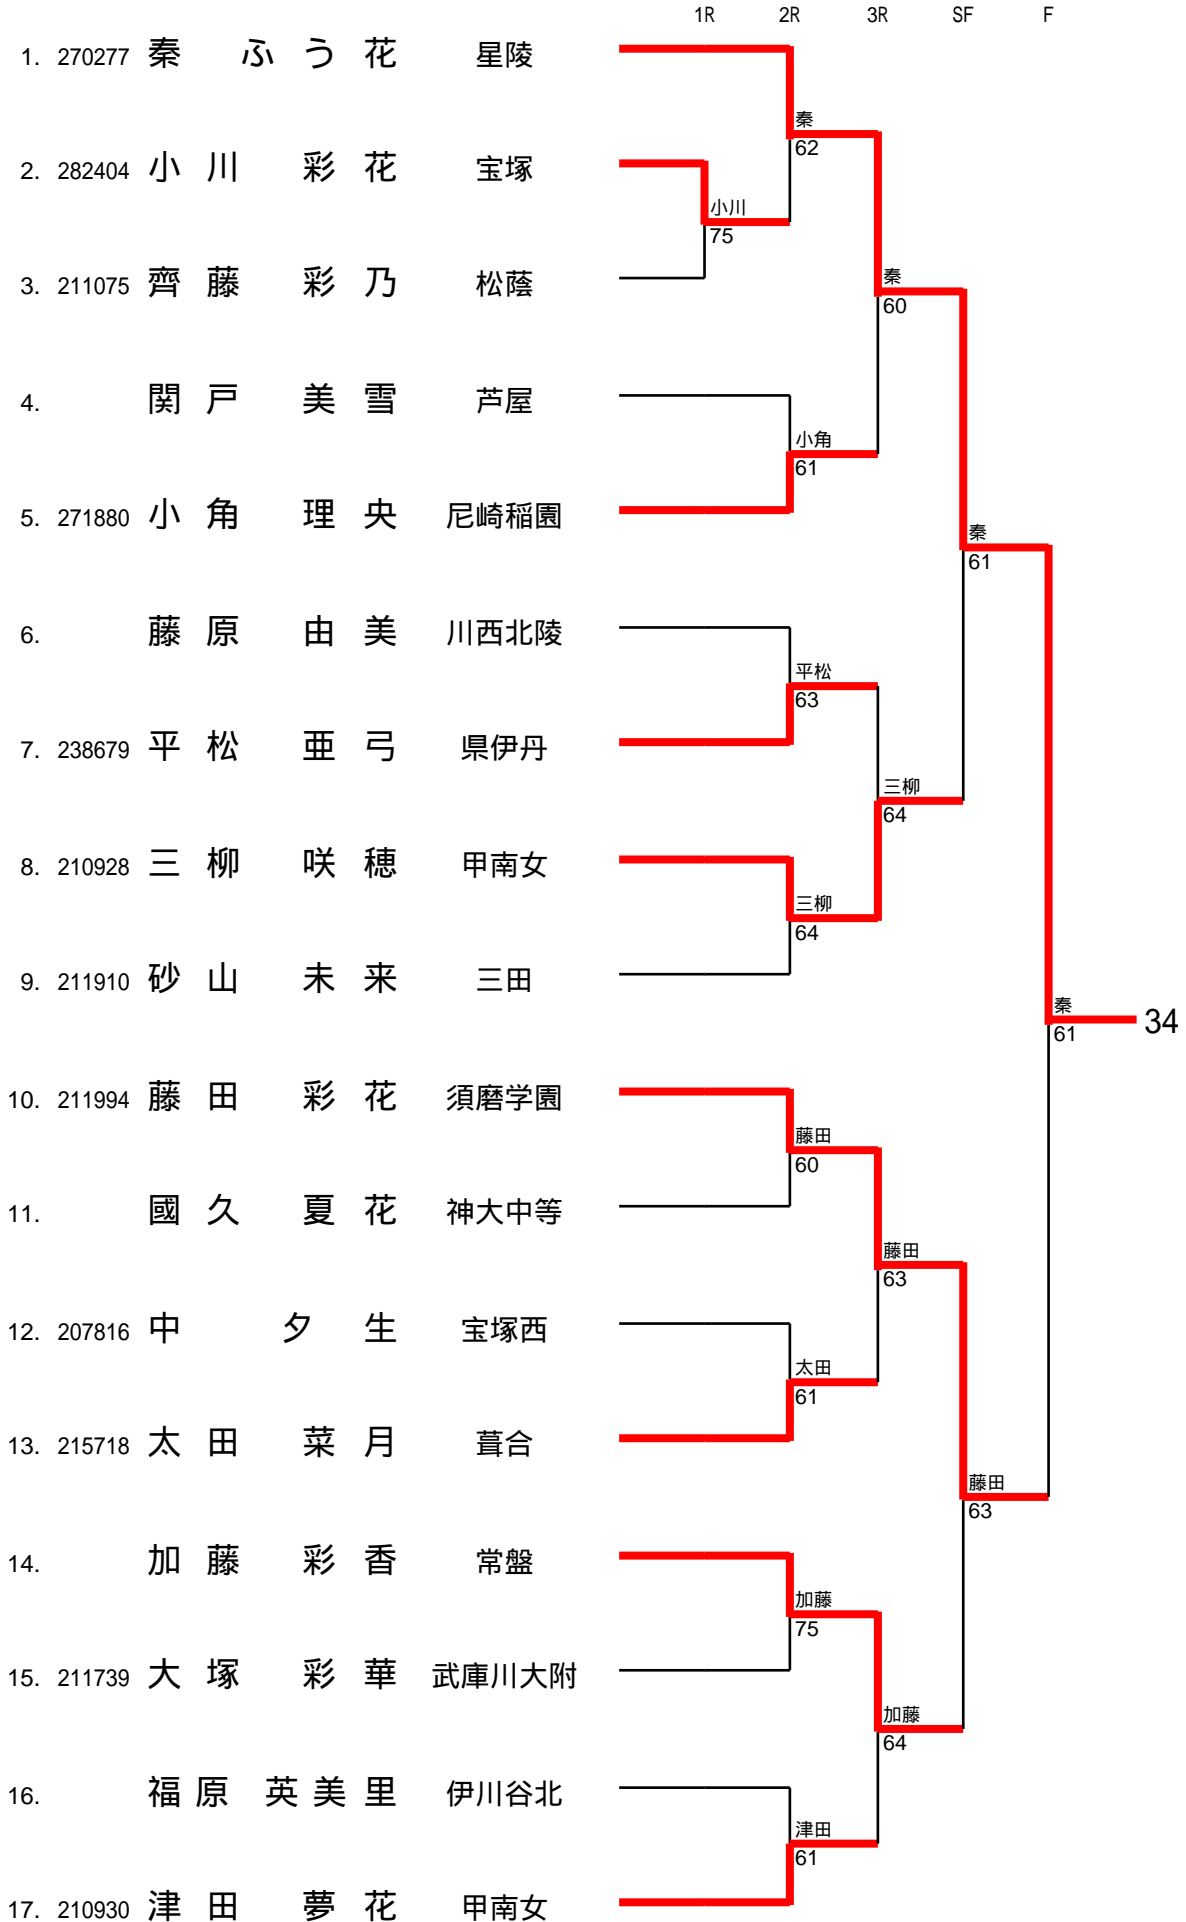 1R 2R 3R SF F
1. 270277 秦 ふ う 花 星陵
秦
62
2. 282404 小 川 彩 花 宝塚
小川
75
3. 211075 齊 藤 彩 乃 松蔭
秦
60
4. 関 戸 美 雪 芦屋
小角
61
5. 271880 小 角 理 央 尼崎稲園
秦
61
6. 藤 原 由 美 川西北陵
平松
63
7. 238679 平 松 亜 弓 県伊丹
三柳
64
8. 210928 三 柳 咲 穂 甲南女
三柳
64
9. 211910 砂 山 未 来 三田
秦
61 34
10. 211994 藤 田 彩 花 須磨学園
藤田
60
11. 國 久 夏 花 神大中等
藤田
63
12. 207816 中 夕 生 宝塚西
太田
61
13. 215718 太 田 菜 月 葺合
藤田
63
14. 加 藤 彩 香 常盤
加藤
75
15. 211739 大 塚 彩 華 武庫川大附
加藤
64
16. 福 原 英 美 里 伊川谷北
津田
61
17. 210930 津 田 夢 花 甲南女